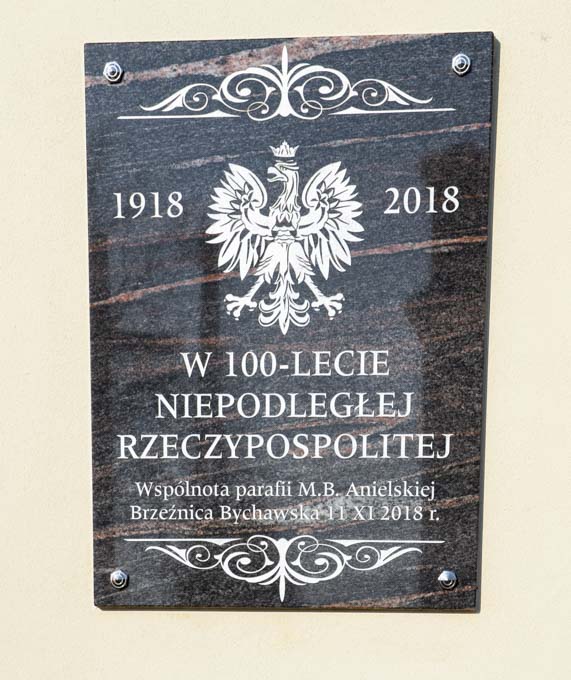 1918 2018
W 100-LECIE
NIEPODLEGŁEJ
RZECZYPOSPOLITEJ
Wspólnota parafii M.B. Anielskiej
Brzeźnica Bychawska 11 XI 2018 r.